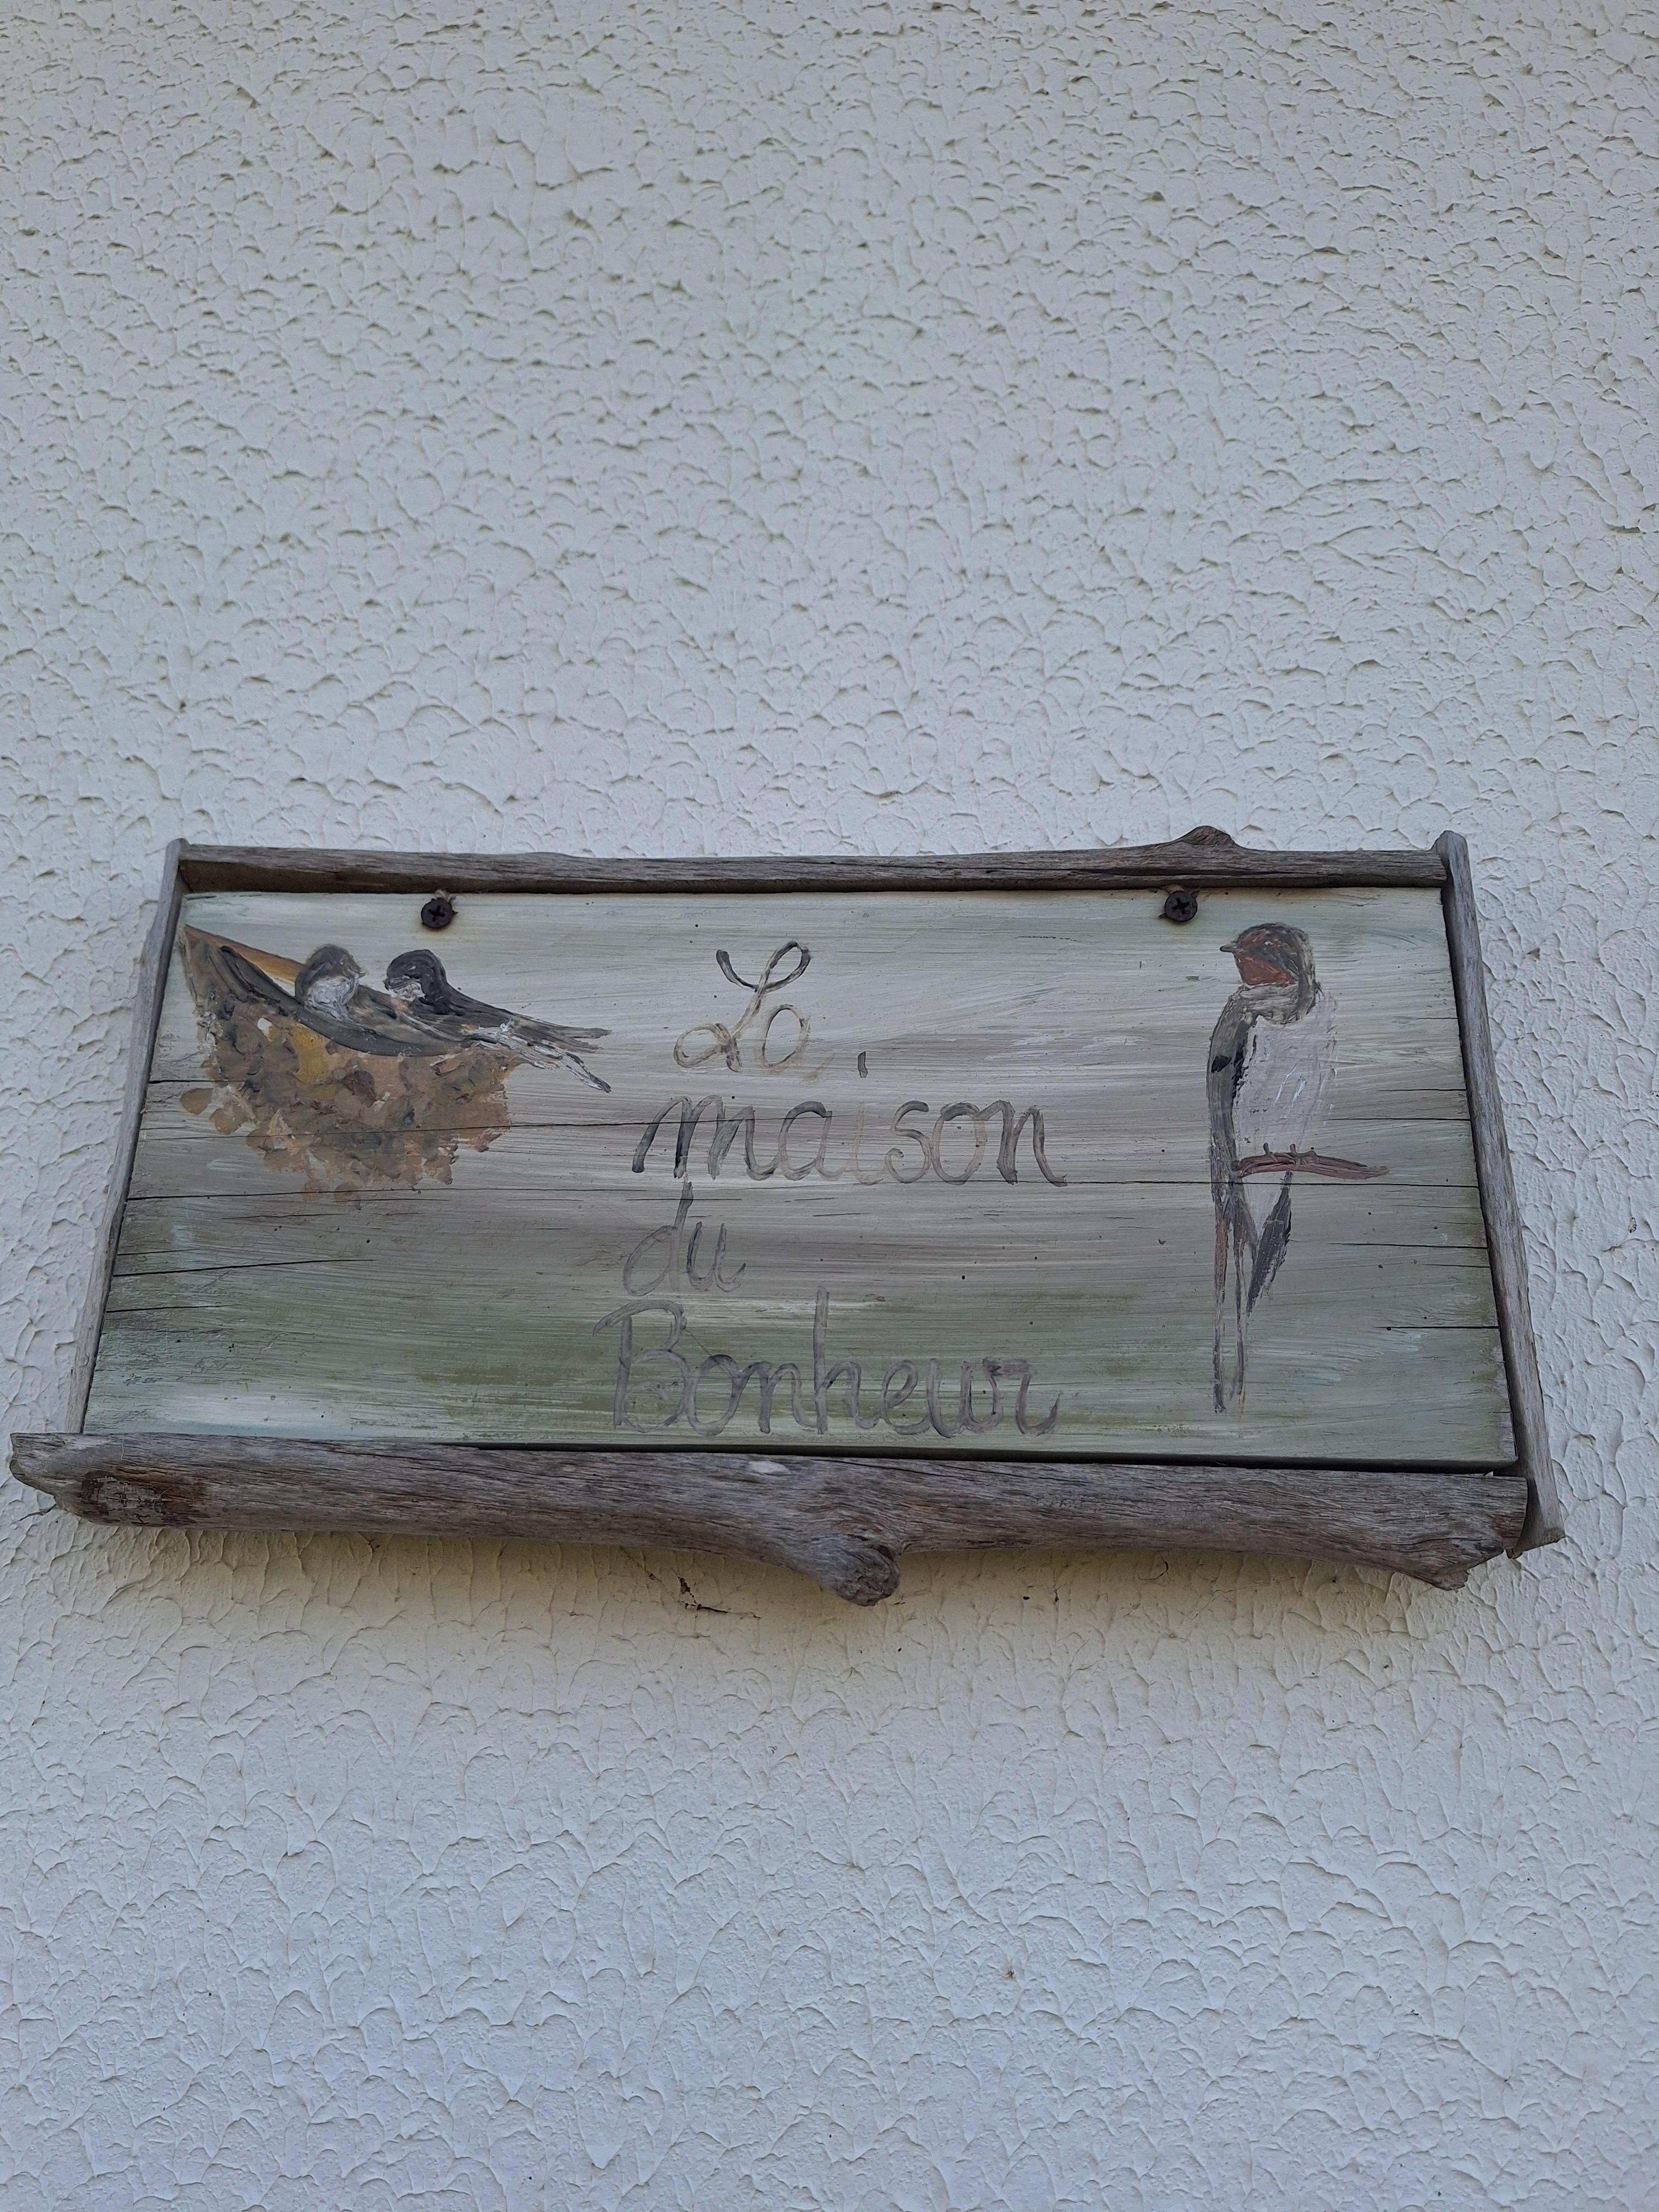 La
maison
du
Bonheur